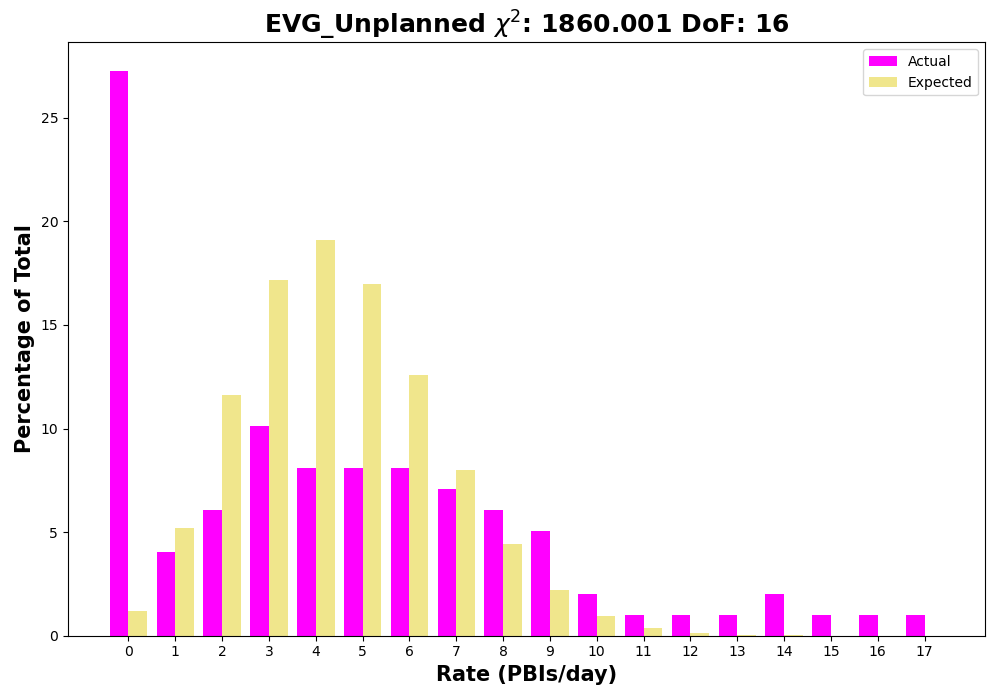 EVG_Unplanned χ²: 1860.001 DoF: 16
Actual
Expected
25
20
15
10
5
0
Percentage of Total
0 1 2 3 4 5 6 7 8 9 10 11 12 13 14 15 16 17
Rate (PBIs/day)